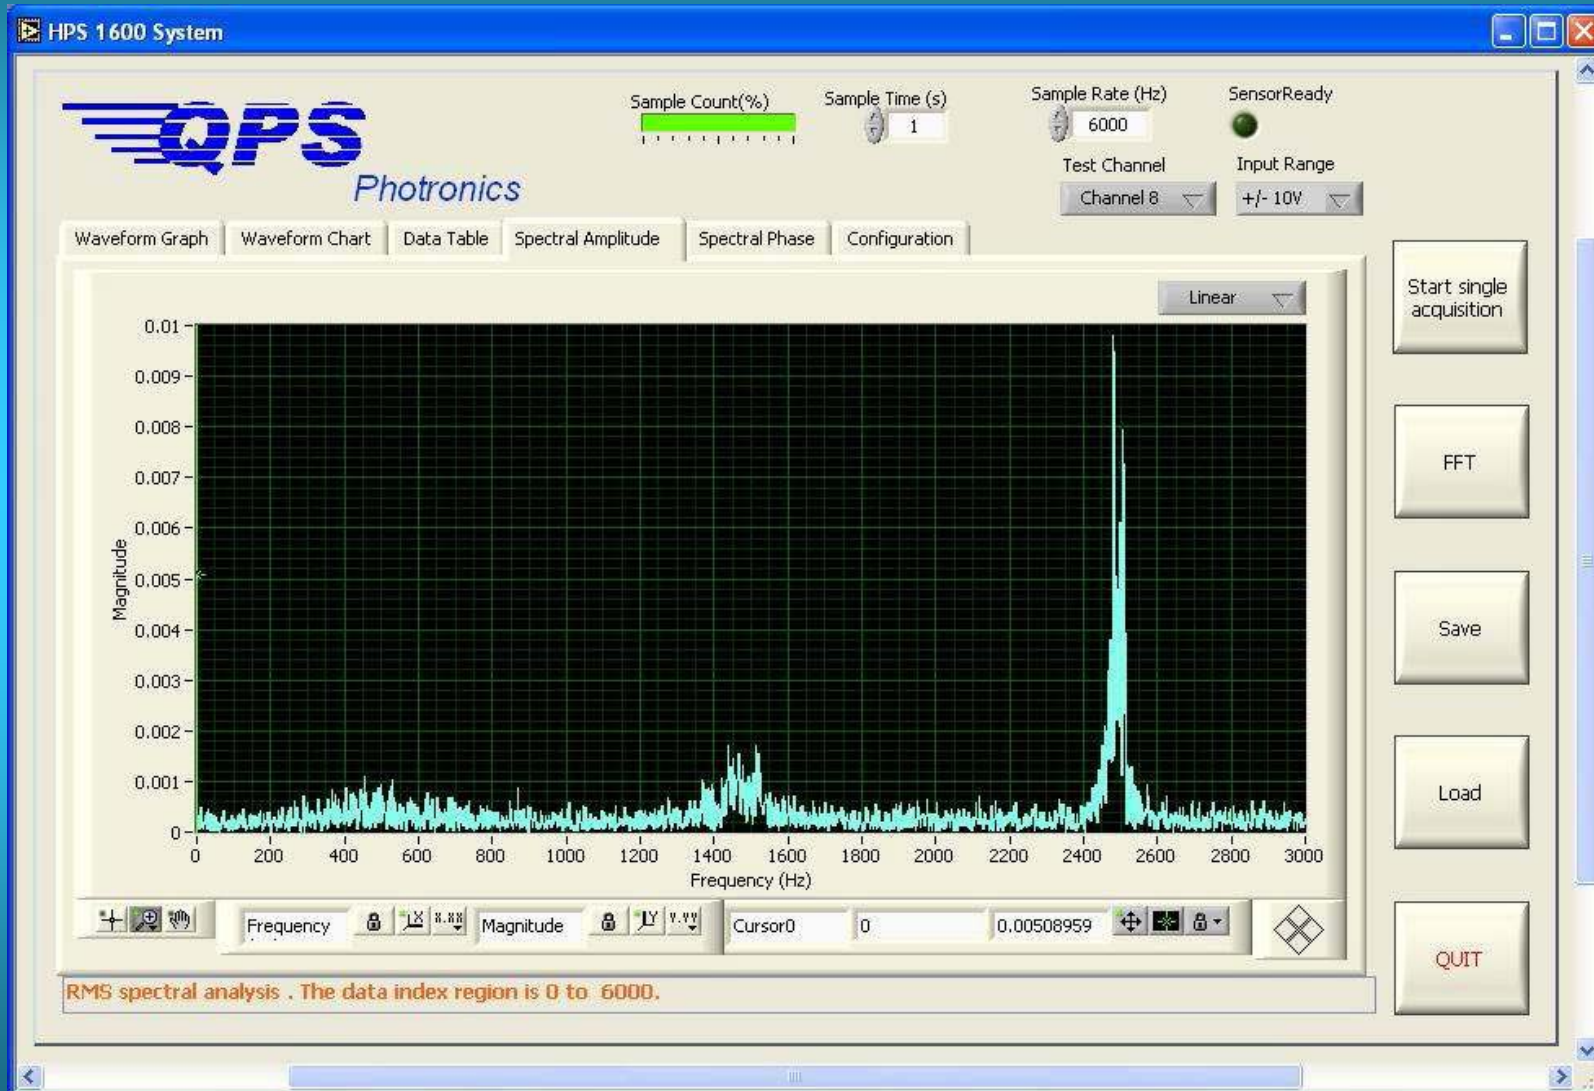 HPS 1600 System
QPS
Photronics
Sample Count(%)
Sample Time (s)
1
Sample Rate (Hz)
6000
SensorReady
Test Channel
Channel 8
Input Range
+/- 10V
Waveform Graph
Waveform Chart
Data Table
Spectral Amplitude
Spectral Phase
Configuration
Linear
Magnitude
0.01
0.009
0.008
0.007
0.006
0.005
0.004
0.003
0.002
0.001
0
0 200 400 600 800 1000 1200 1400 1600 1800 2000 2200 2400 2600 2800 3000
Frequency (Hz)
Frequency
X
X.XX
Magnitude
Y
Y.YY
Cursor0
0
0.00508959
Start single
acquisition
FFT
Save
Load
QUIT
RMS spectral analysis . The data index region is 0 to 6000.